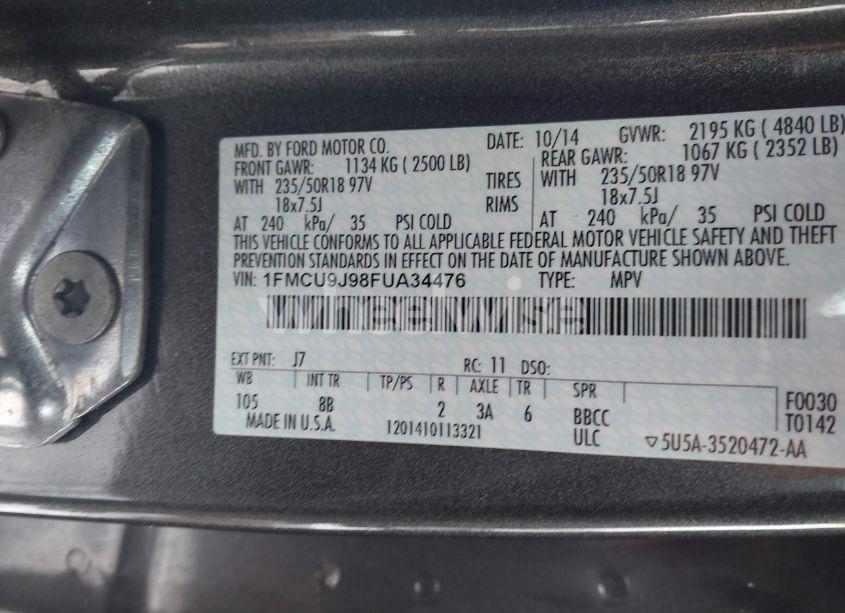 MFD. BY FORD MOTOR CO. DATE: 10/14 GVWR: 2195 KG ( 4840 LB)
FRONT GAWR: 1134 KG ( 2500 LB) REAR GAWR: 1067 KG ( 2352 LB)
WITH 235/50R18 97V TIRES WITH 235/50R18 97V
18x7.5J RIMS 18x7.5J
AT 240 kPa/ 35 PSI COLD AT 240 kPa/ 35 PSI COLD
THIS VEHICLE CONFORMS TO ALL APPLICABLE FEDERAL MOTOR VEHICLE SAFETY AND THEFT
PREVENTION STANDARDS IN EFFECT ON THE DATE OF MANUFACTURE SHOWN ABOVE.
VIN: 1FMCU9J98FUA34476 TYPE: MPV
WheelWise
EXT PNT: J7 RC: 11 DSO:
WB INT TR TP/PS R AXLE TR SPR
105 8B 2 3A 6 BBCC F0030
MADE IN U.S.A. 1201410113321 ULC T0142
5U5A-3520472-AA